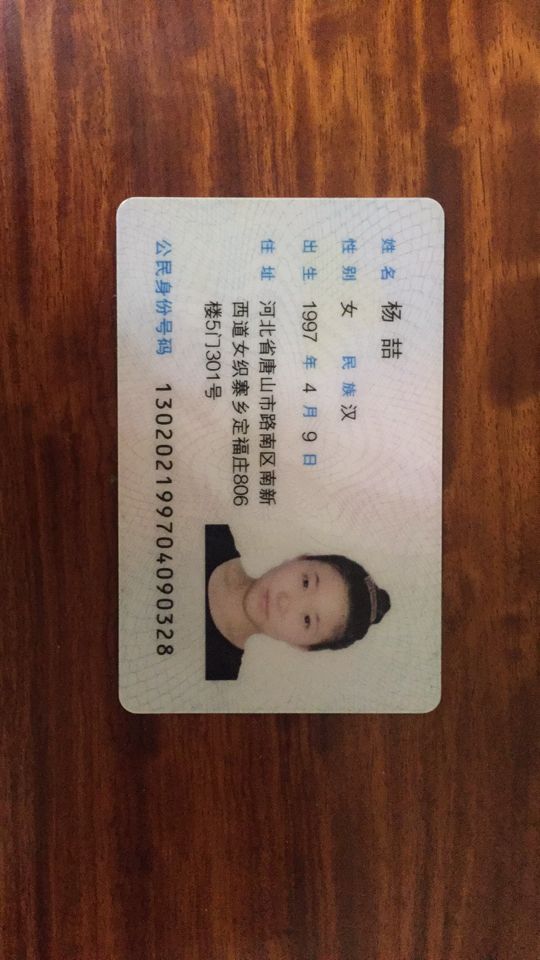 姓名 杨喆
性别 女 民族 汉
出生 1997 年 4 月 9 日
住址 河北省唐山市路南区南新
西道女织寨乡定福庄806
楼5门301号
公民身份号码 130202199704090328